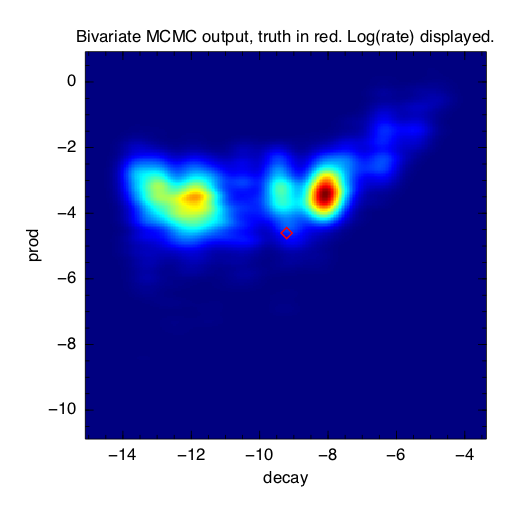 Bivariate MCMC output, truth in red. Log(rate) displayed.
0
−2
−4
−6
−8
−10
prod
−14 −12 −10 −8 −6 −4
decay